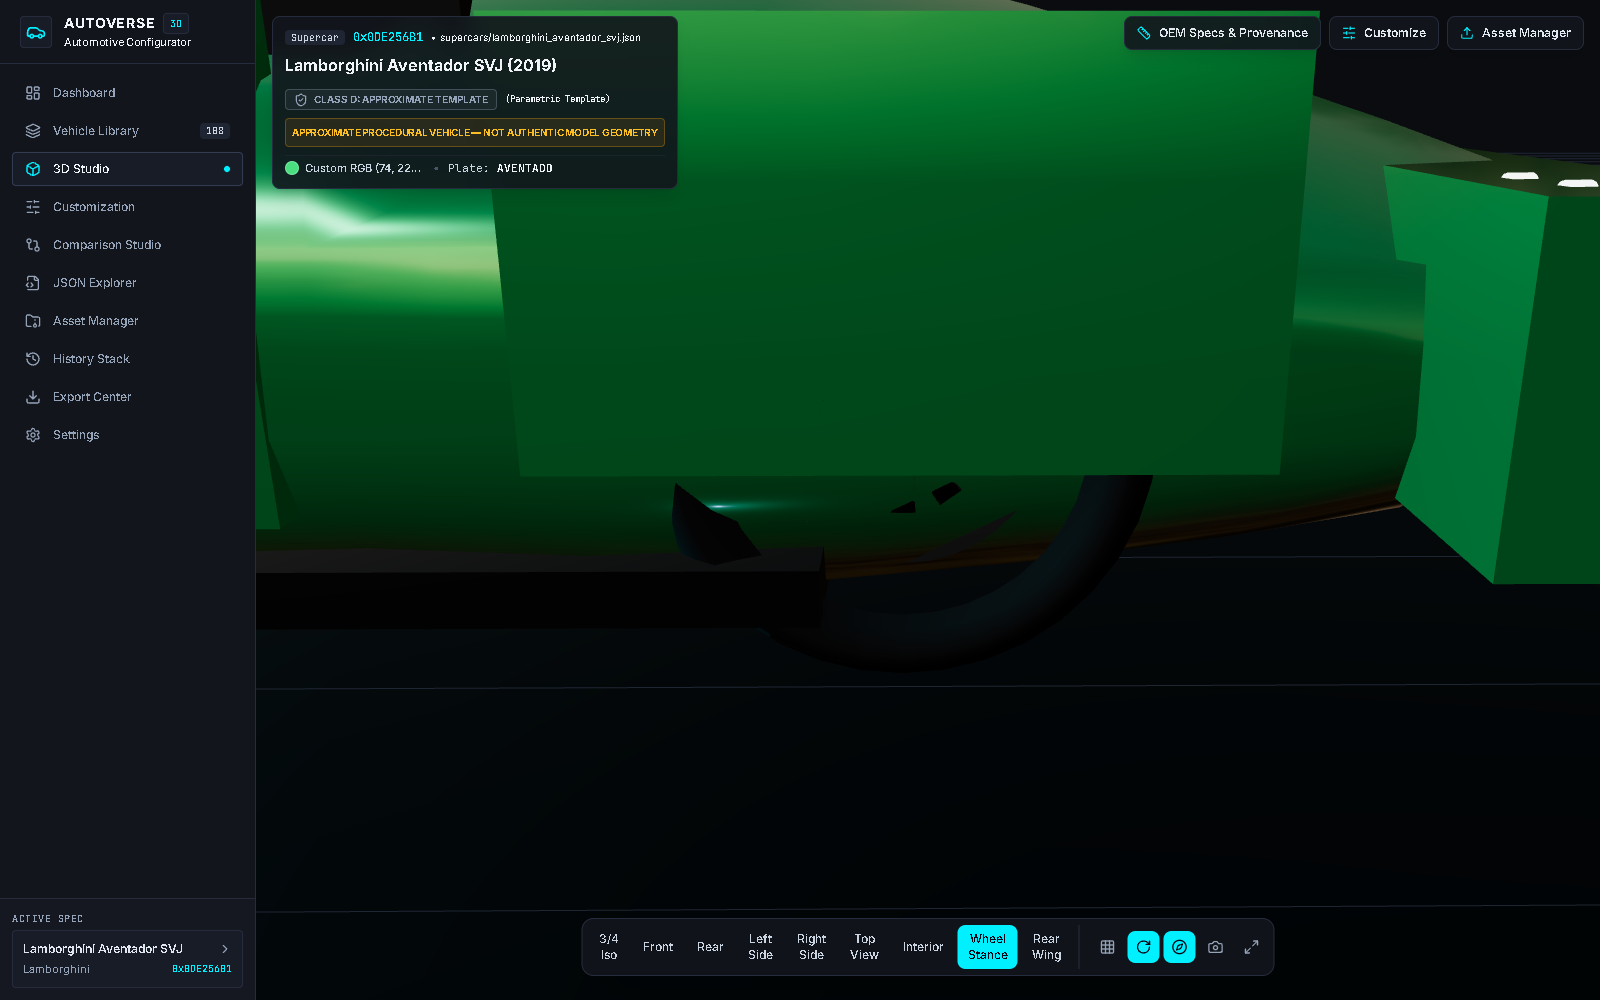 AUTOVERSE 3D
Automotive Configurator
Dashboard
Vehicle Library 188
3D Studio
Customization
Comparison Studio
JSON Explorer
Asset Manager
History Stack
Export Center
Settings
ACTIVE SPEC
Lamborghini Aventador SVJ
Lamborghini 0x0DE256B1
Supercar 0x0DE256B1 • supercars/lamborghini_aventador_svj.json
Lamborghini Aventador SVJ (2019)
CLASS D: APPROXIMATE TEMPLATE (Parametric Template)
APPROXIMATE PROCEDURAL VEHICLE — NOT AUTHENTIC MODEL GEOMETRY
Custom RGB (74, 22... • Plate: AVENTADO
OEM Specs & Provenance
Customize
Asset Manager
3/4 Iso
Front
Rear
Left Side
Right Side
Top View
Interior
Wheel Stance
Rear Wing